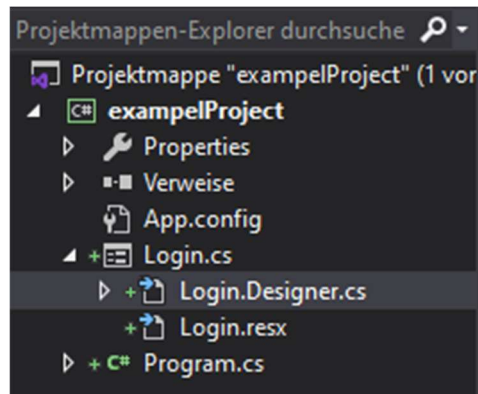 Projektmappen-Explorer durchsuche
Projektmappe "exampelProject" (1 vor
C# exampelProject
Properties
Verweise
App.config
Login.cs
Login.Designer.cs
Login.resx
C# Program.cs